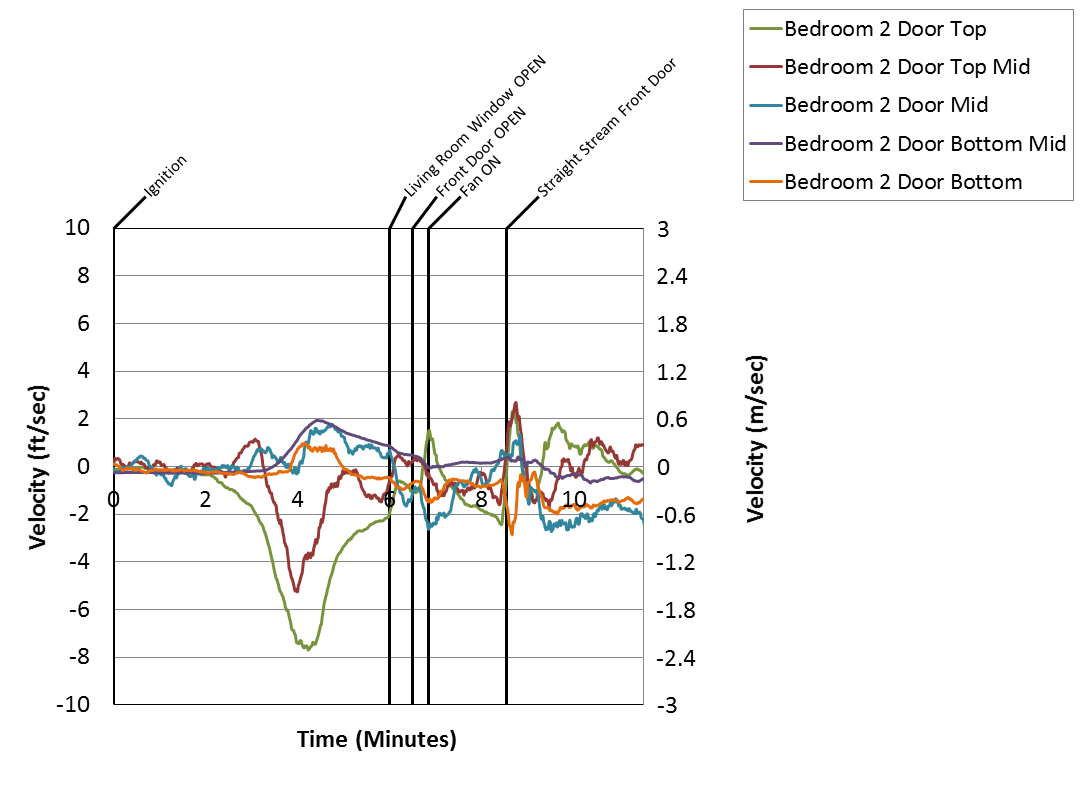 Bedroom 2 Door Top
Bedroom 2 Door Top Mid
Bedroom 2 Door Mid
Bedroom 2 Door Bottom Mid
Bedroom 2 Door Bottom
Ignition
Living Room Window OPEN
Front Door OPEN
Fan ON
Straight Stream Front Door
Velocity (ft/sec)
10
8
6
4
2
0
-2
-4
-6
-8
-10
0 2 4 6 8 10
3
2.4
1.8
1.2
0.6
0
-0.6
-1.2
-1.8
-2.4
-3
Velocity (m/sec)
Time (Minutes)